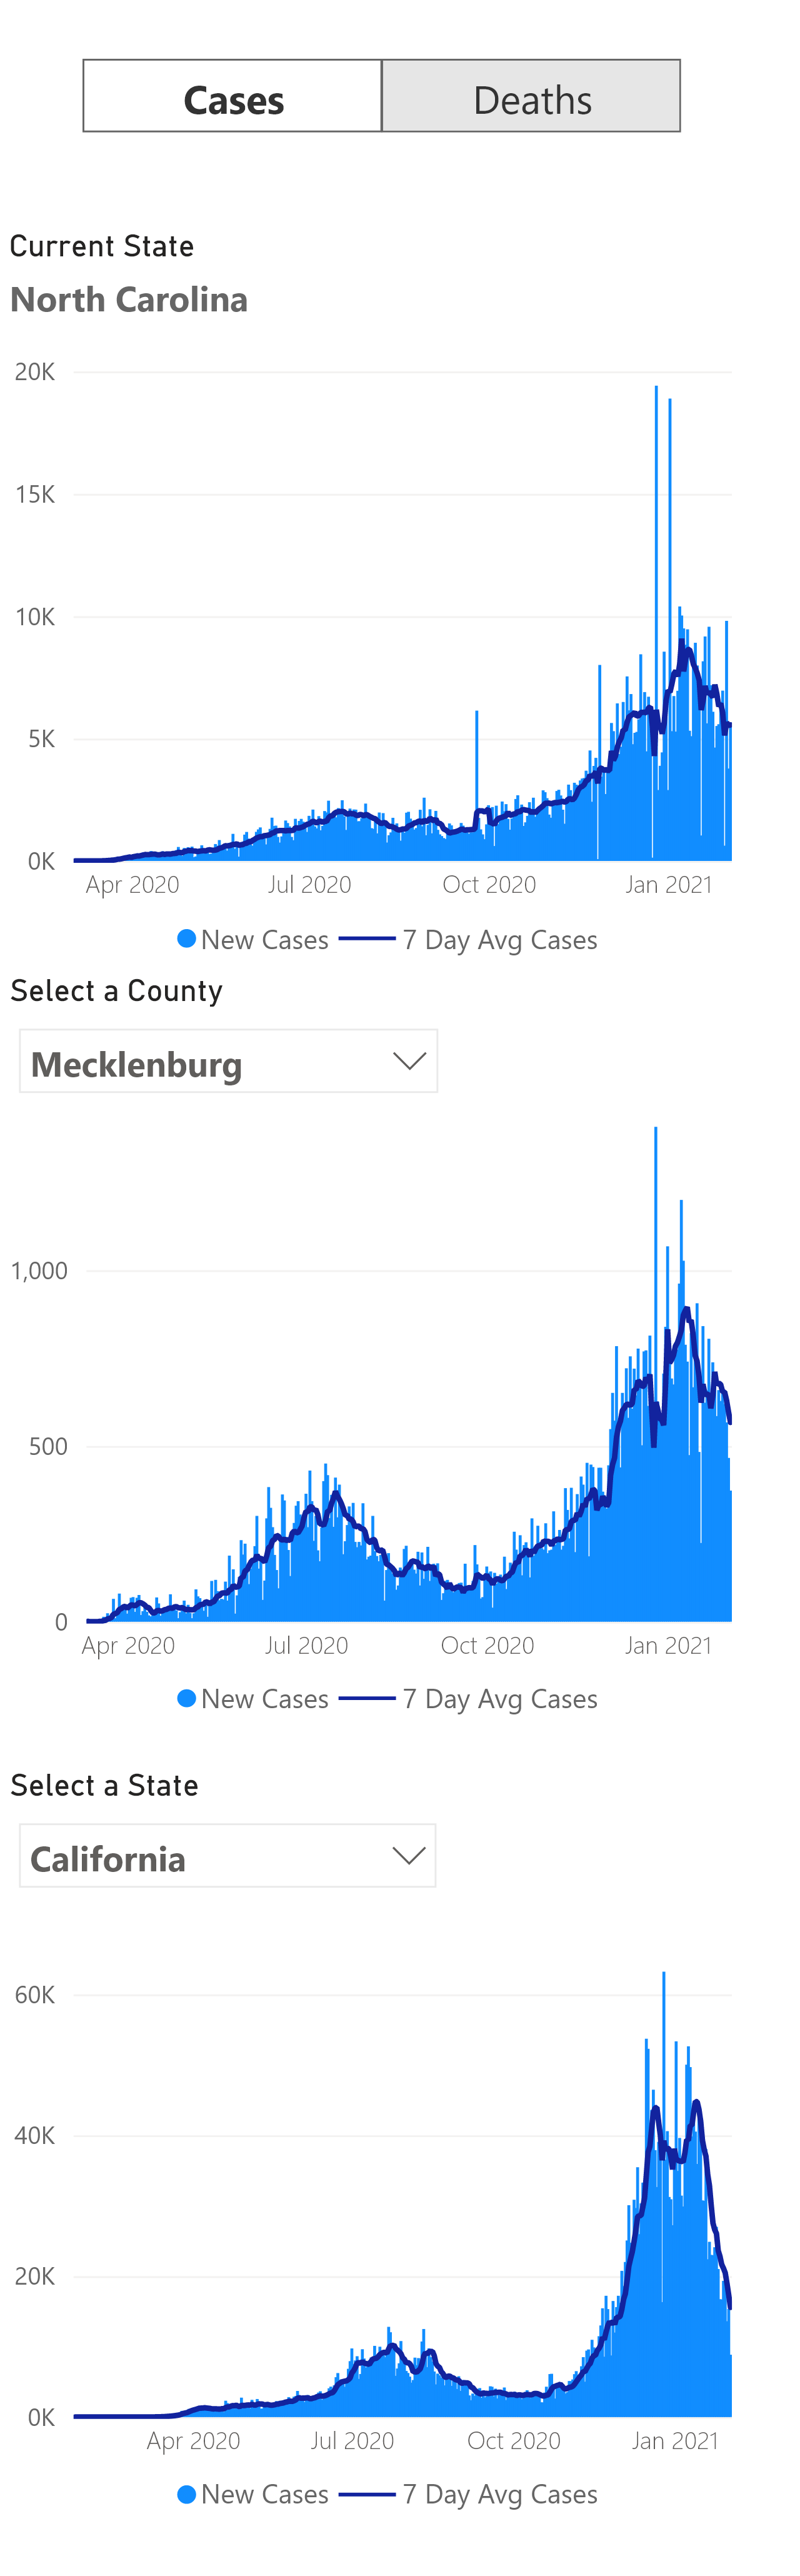 Cases Deaths
Current State
North Carolina
20K
15K
10K
5K
0K
Apr 2020 Jul 2020 Oct 2020 Jan 2021
New Cases 7 Day Avg Cases
Select a County
Mecklenburg
1,000
500
0
Apr 2020 Jul 2020 Oct 2020 Jan 2021
New Cases 7 Day Avg Cases
Select a State
California
60K
40K
20K
0K
Apr 2020 Jul 2020 Oct 2020 Jan 2021
New Cases 7 Day Avg Cases